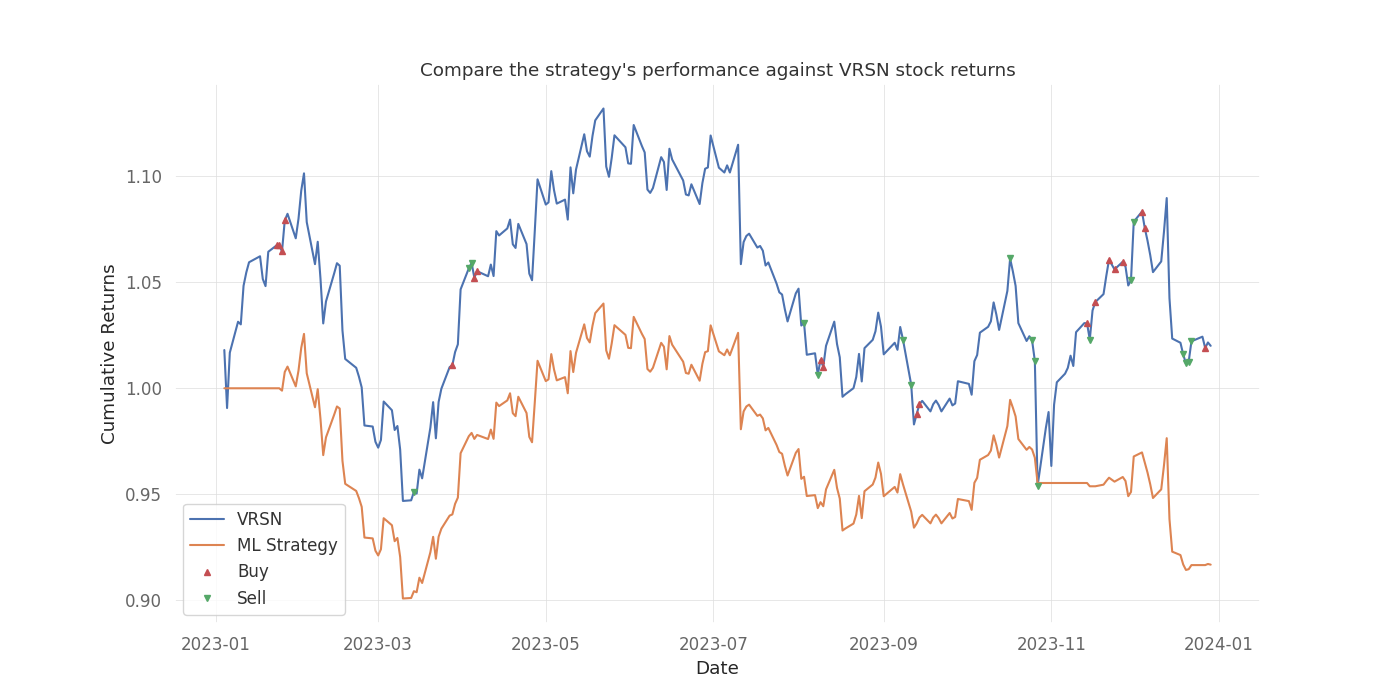 Compare the strategy's performance against VRSN stock returns
Cumulative Returns
1.10
1.05
1.00
0.95
0.90
VRSN
ML Strategy
Buy
Sell
2023-01 2023-03 2023-05 2023-07 2023-09 2023-11 2024-01
Date